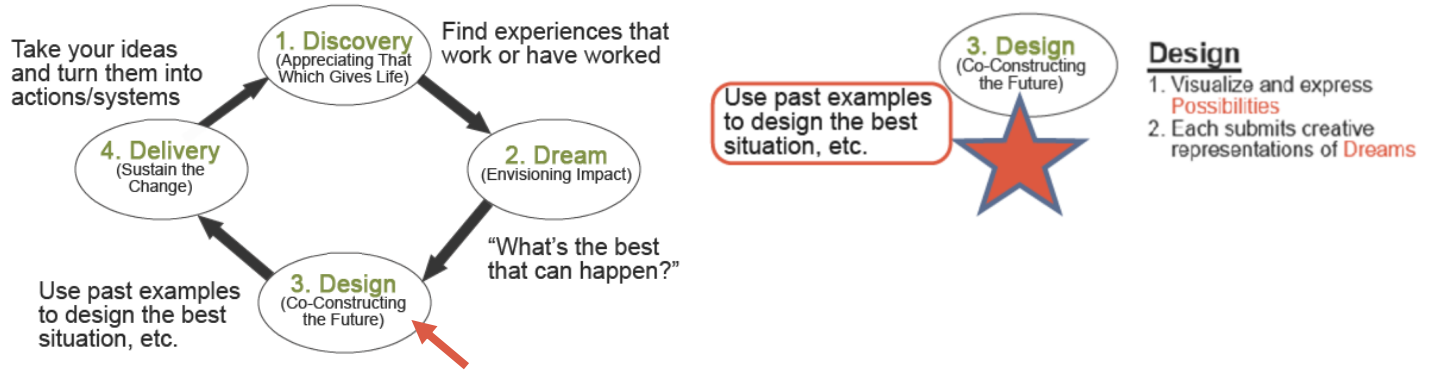 1. Discovery
(Appreciating That
Which Gives Life)
Find experiences that
work or have worked
2. Dream
(Envisioning Impact)
“What’s the best
that can happen?”
3. Design
(Co-Constructing
the Future)
Use past examples
to design the best
situation, etc.
4. Delivery
(Sustain the
Change)
Take your ideas
and turn them into
actions/systems
3. Design
(Co-Constructing
the Future)
Use past examples
to design the best
situation, etc.
Design
1. Visualize and express
Possibilities
2. Each submits creative
representations of Dreams